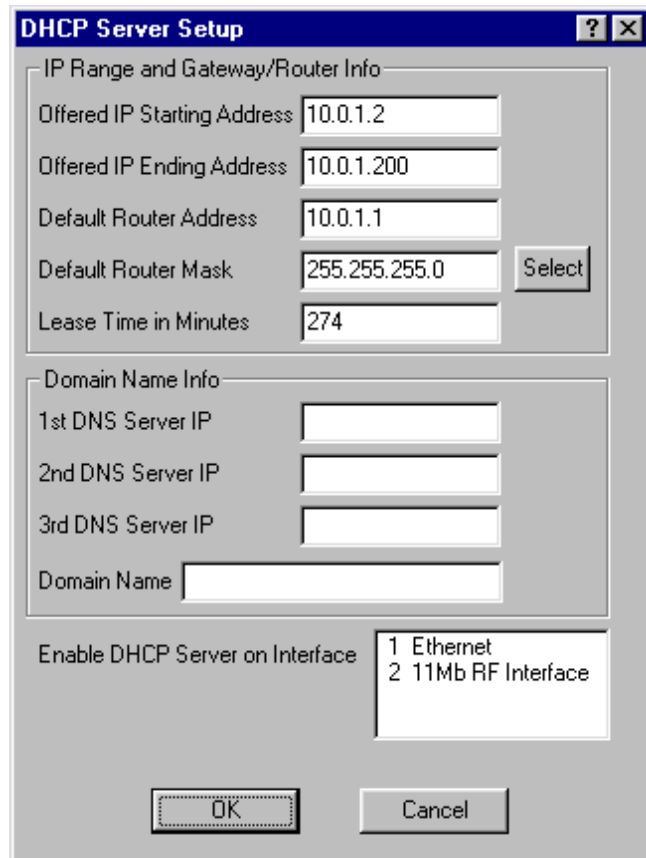 DHCP Server Setup ? X
IP Range and Gateway/Router Info
Offered IP Starting Address 10.0.1.2
Offered IP Ending Address 10.0.1.200
Default Router Address 10.0.1.1
Default Router Mask 255.255.255.0 Select
Lease Time in Minutes 274
Domain Name Info
1st DNS Server IP
2nd DNS Server IP
3rd DNS Server IP
Domain Name
Enable DHCP Server on Interface
1 Ethernet
2 11Mb RF Interface
OK Cancel